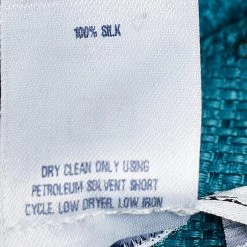 100% SILK
DRY CLEAN ONLY USING
PETROLEUM SOLVENT SHORT
CYCLE, LOW DRYER, LOW IRON